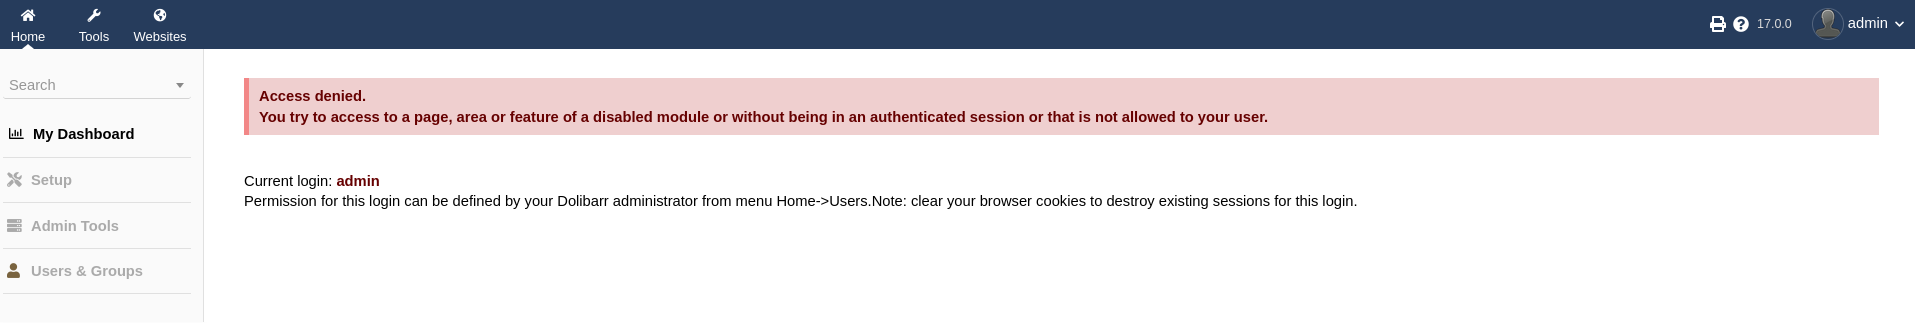 Home Tools Websites
17.0.0 admin
Search
My Dashboard
Setup
Admin Tools
Users & Groups
Access denied.
You try to access to a page, area or feature of a disabled module or without being in an authenticated session or that is not allowed to your user.
Current login: admin
Permission for this login can be defined by your Dolibarr administrator from menu Home->Users.Note: clear your browser cookies to destroy existing sessions for this login.